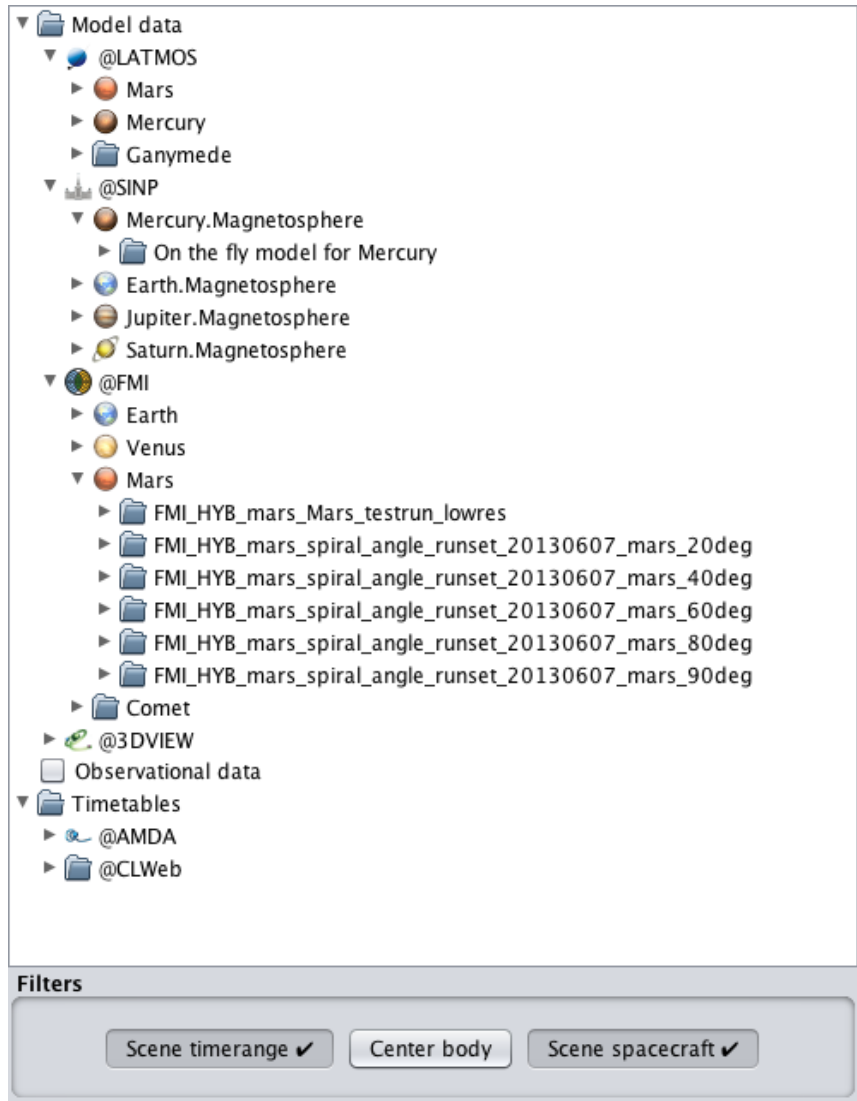 Model data
@LATMOS
Mars
Mercury
Ganymede
@SINP
Mercury.Magnetosphere
On the fly model for Mercury
Earth.Magnetosphere
Jupiter.Magnetosphere
Saturn.Magnetosphere
@FMI
Earth
Venus
Mars
FMI_HYB_mars_Mars_testrun_lowres
FMI_HYB_mars_spiral_angle_runset_20130607_mars_20deg
FMI_HYB_mars_spiral_angle_runset_20130607_mars_40deg
FMI_HYB_mars_spiral_angle_runset_20130607_mars_60deg
FMI_HYB_mars_spiral_angle_runset_20130607_mars_80deg
FMI_HYB_mars_spiral_angle_runset_20130607_mars_90deg
Comet
@3DVIEW
Observational data
Timetables
@AMDA
@CLWeb
Filters
Scene timerange ✔ Center body Scene spacecraft ✔